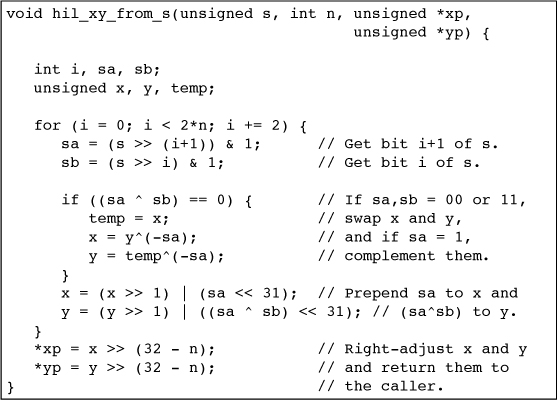 void hil_xy_from_s(unsigned s, int n, unsigned *xp,
                                      unsigned *yp) {

   int i, sa, sb;
   unsigned x, y, temp;

   for (i = 0; i < 2*n; i += 2) {
      sa = (s >> (i+1)) & 1;      // Get bit i+1 of s.
      sb = (s >> i) & 1;          // Get bit i of s.

      if ((sa ^ sb) == 0) {       // If sa,sb = 00 or 11,
         temp = x;                // swap x and y,
         x = y^(-sa);             // and if sa = 1,
         y = temp^(-sa);          // complement them.
      }
      x = (x >> 1) | (sa << 31);  // Prepend sa to x and
      y = (y >> 1) | ((sa ^ sb) << 31); // (sa^sb) to y.
   }
   *xp = x >> (32 - n);           // Right-adjust x and y
   *yp = y >> (32 - n);           // and return them to
}                                 // the caller.